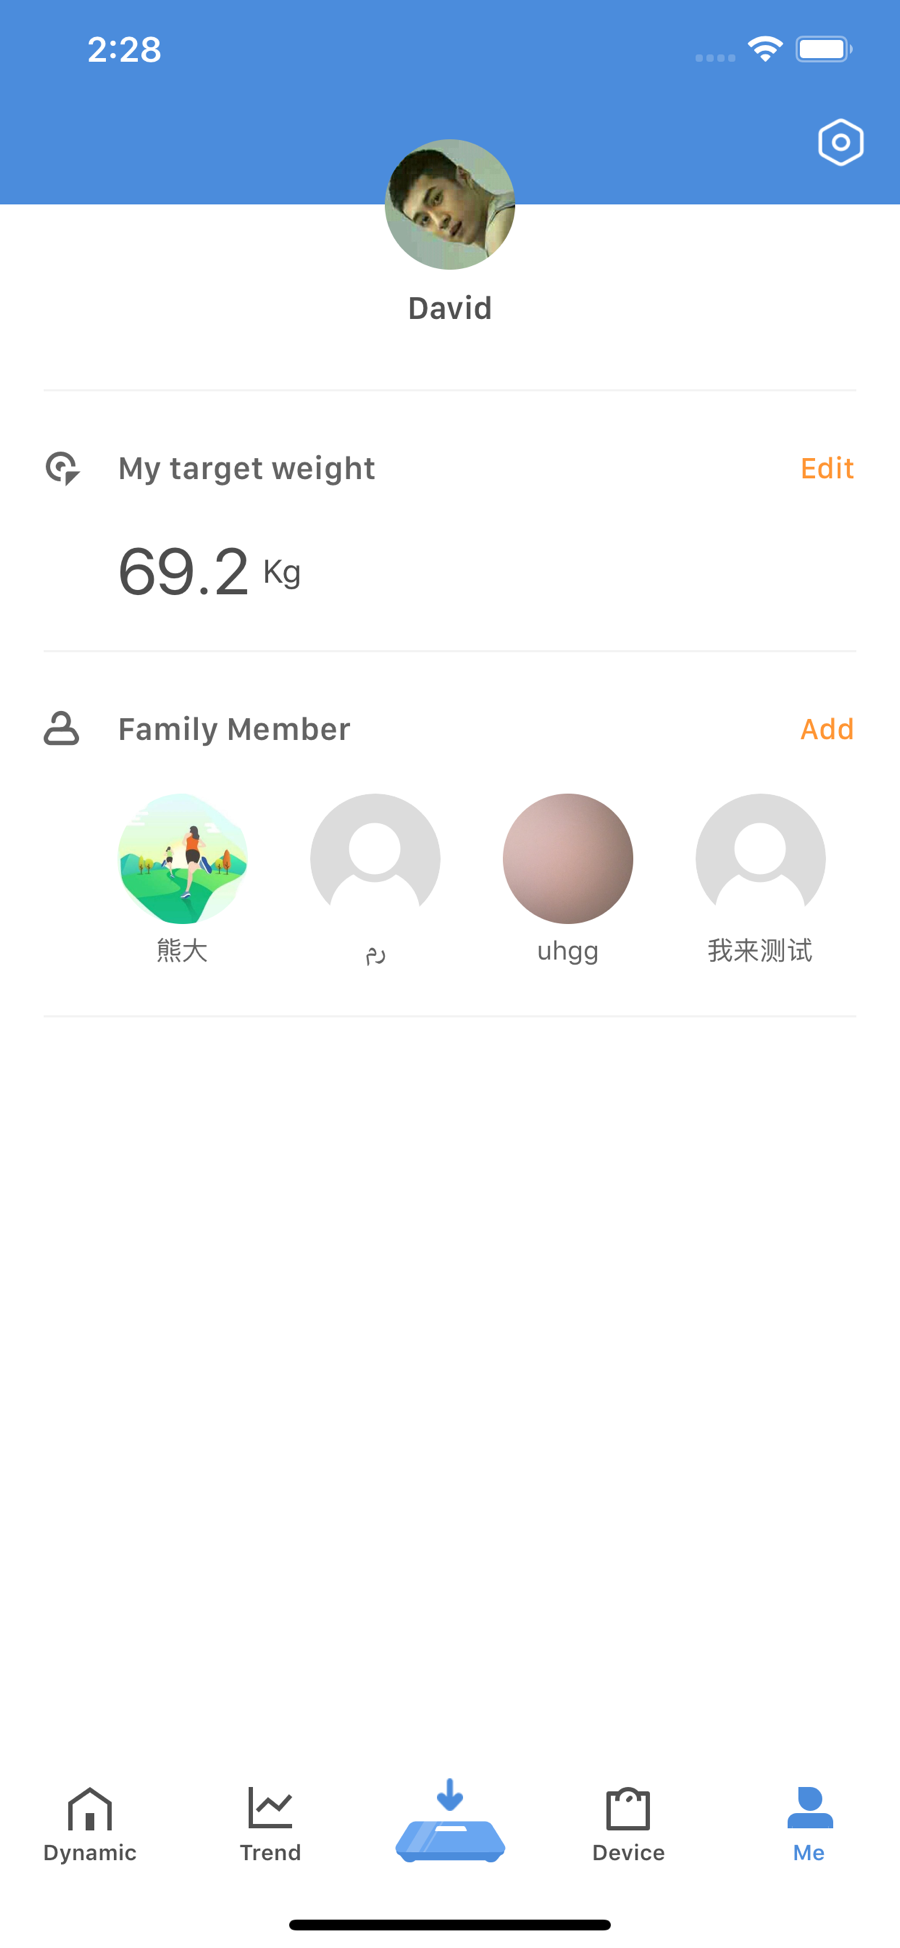 2:28
David
My target weight
Edit
69.2 Kg
Family Member
Add
熊大
رم
uhgg
我来测试
Dynamic
Trend
Device
Me